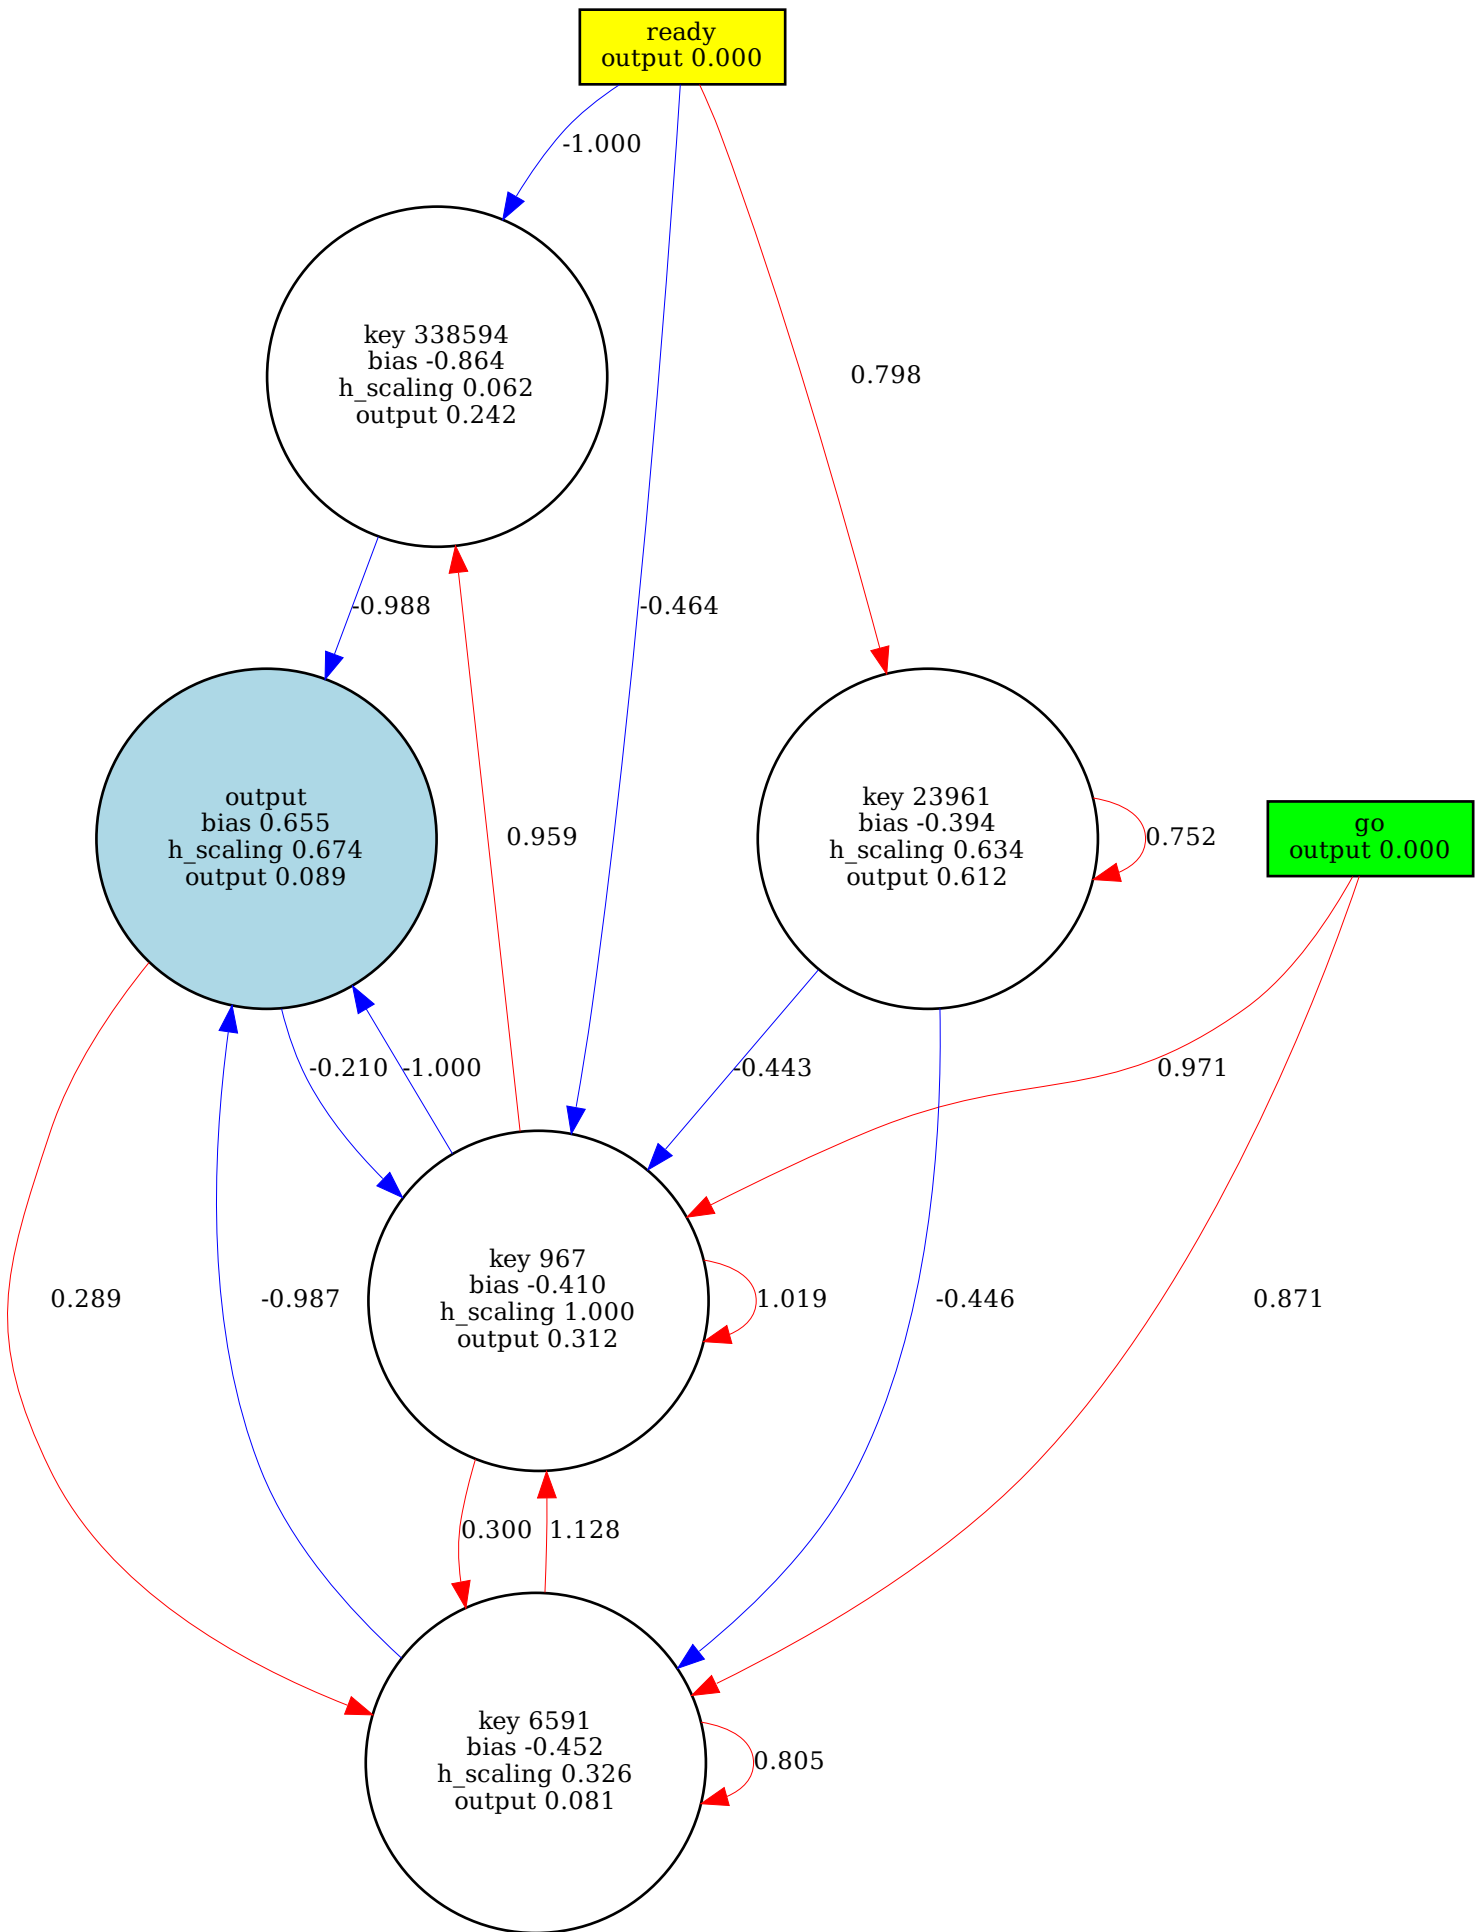 ready
output 0.000
-1.000
key 338594
bias -0.864
h_scaling 0.062
output 0.242
0.798
-0.988
-0.464
output
bias 0.655
h_scaling 0.674
output 0.089
0.959
key 23961
bias -0.394
h_scaling 0.634
output 0.612
0.752
go
output 0.000
-0.210
-1.000
-0.443
0.971
0.289
-0.987
key 967
bias -0.410
h_scaling 1.000
output 0.312
1.019
-0.446
0.871
0.300
1.128
key 6591
bias -0.452
h_scaling 0.326
output 0.081
0.805